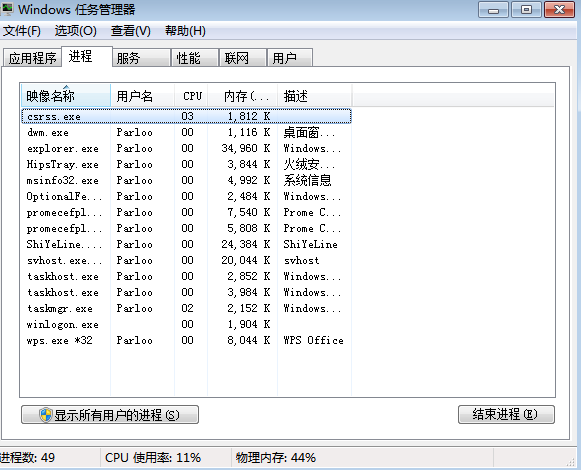 Windows 任务管理器
文件(F) 选项(O) 查看(V) 帮助(H)
应用程序 进程 服务 性能 联网 用户
映像名称 用户名 CPU 内存(... 描述
csrss.exe 03 1,812 K
dwm.exe Parloo 00 1,116 K 桌面窗...
explorer.exe Parloo 00 34,960 K Windows...
HipsTray.exe Parloo 00 3,844 K 火绒安...
msinfo32.exe Parloo 00 4,992 K 系统信息
OptionalFe... Parloo 00 2,484 K Windows...
promecefpl... Parloo 00 7,540 K Prome C...
promecefpl... Parloo 00 5,808 K Prome C...
ShiYeLine.... Parloo 00 24,384 K ShiYeLine
svhost.exe... Parloo 00 20,044 K svhost
taskhost.exe Parloo 00 2,852 K Windows...
taskhost.exe Parloo 00 3,984 K Windows...
taskmgr.exe Parloo 02 2,152 K Windows...
winlogon.exe 00 1,904 K
wps.exe *32 Parloo 00 8,044 K WPS Office
显示所有用户的进程(S) 结束进程(E)
进程数: 49 CPU 使用率: 11% 物理内存: 44%